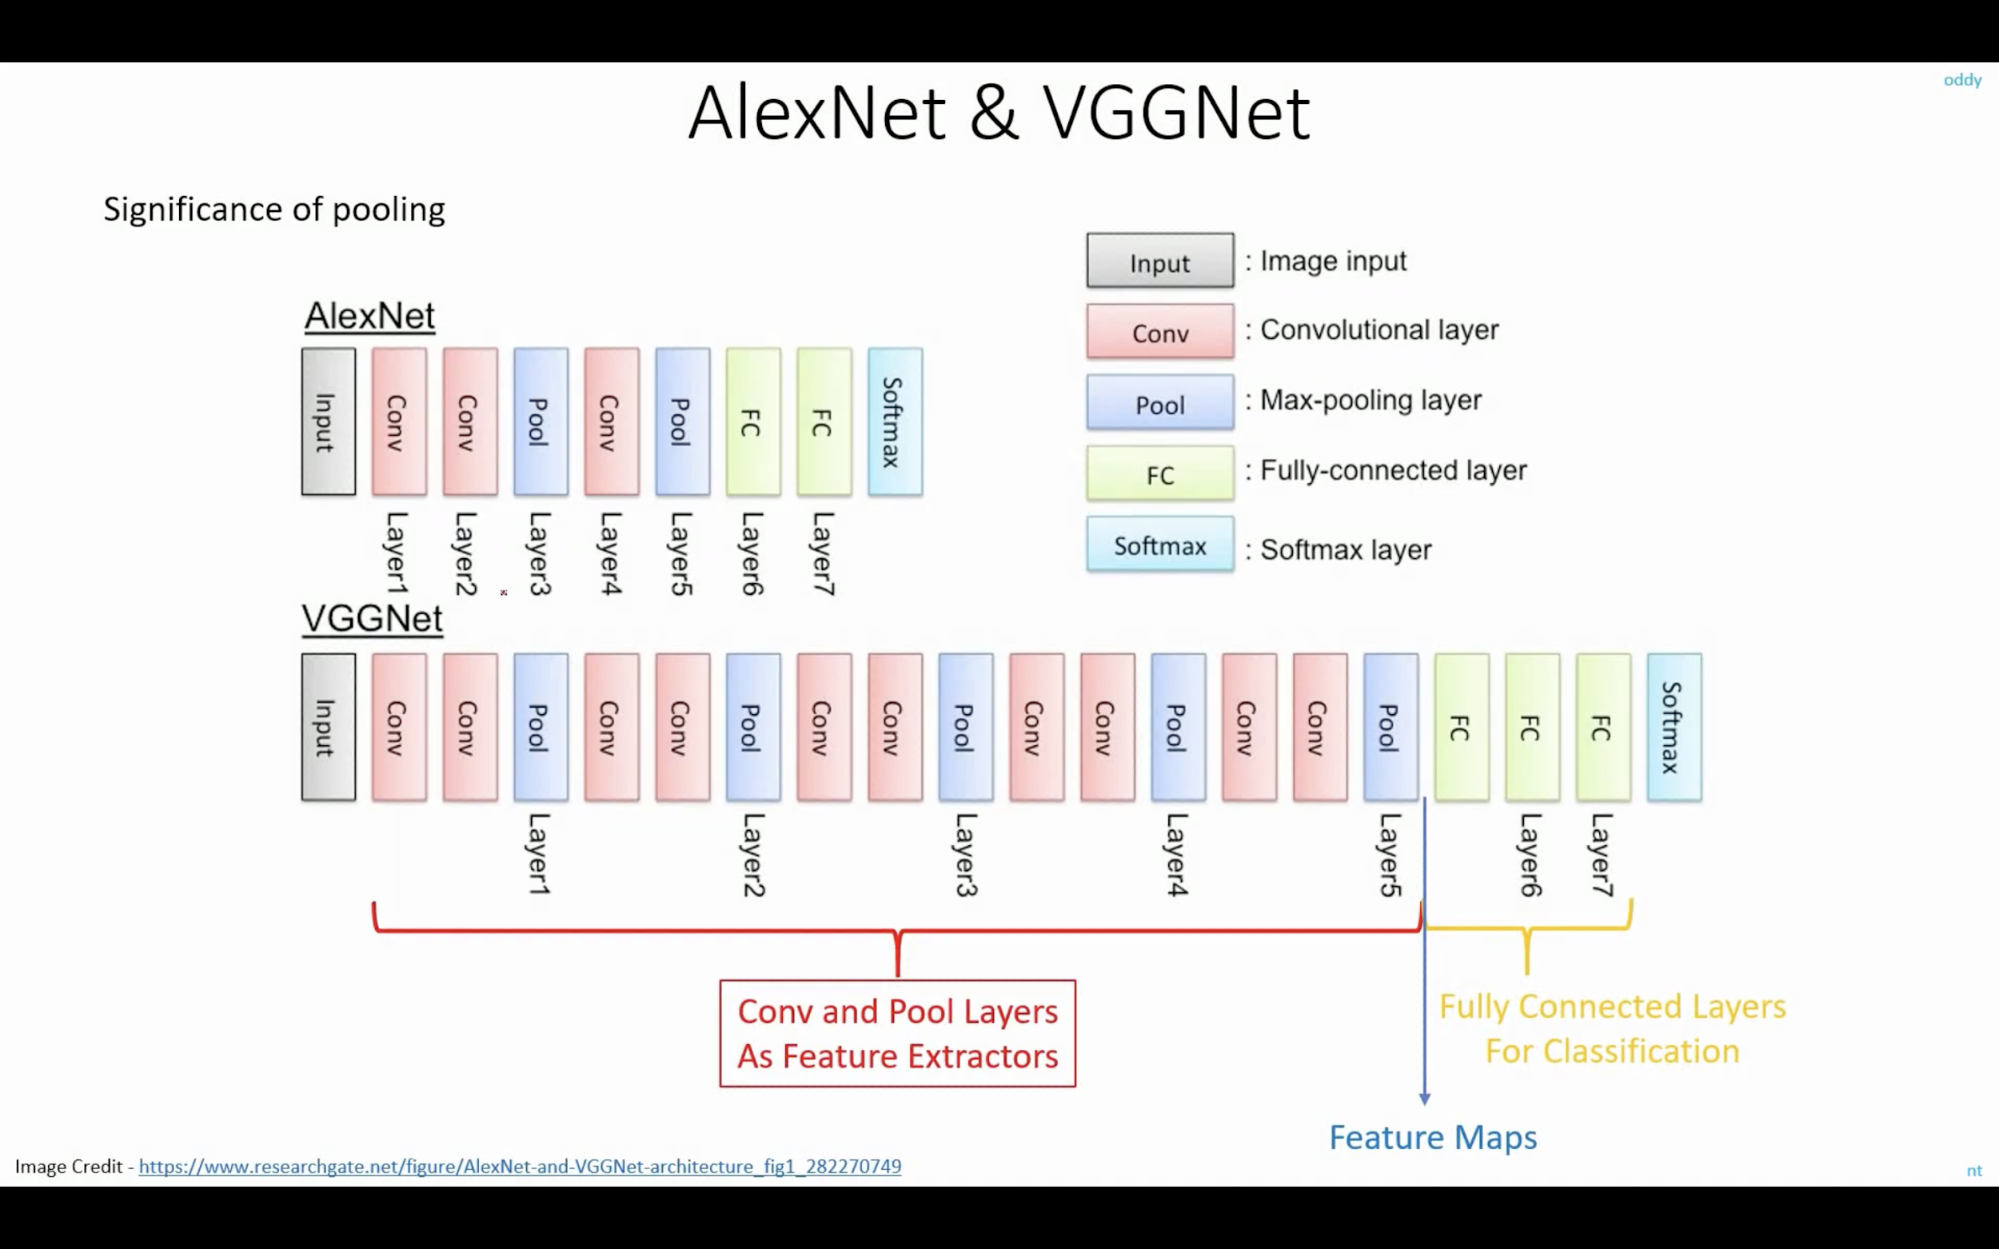 oddy
AlexNet & VGGNet
Significance of pooling
Input : Image input
Conv : Convolutional layer
Pool : Max-pooling layer
FC : Fully-connected layer
Softmax : Softmax layer
AlexNet
Input Conv Conv Pool Conv Pool FC FC Softmax
Layer1 Layer2 Layer3 Layer4 Layer5 Layer6 Layer7
VGGNet
Input Conv Conv Pool Conv Conv Pool Conv Conv Pool Conv Conv Pool Conv Conv Pool FC FC FC Softmax
Layer1 Layer2 Layer3 Layer4 Layer5 Layer6 Layer7
Conv and Pool Layers
As Feature Extractors
Fully Connected Layers
For Classification
Feature Maps
Image Credit - https://www.researchgate.net/figure/AlexNet-and-VGGNet-architecture_fig1_282270749
nt